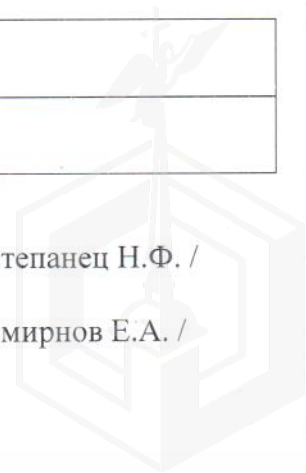 тепанец Н.Ф. /
мирнов Е.А. /